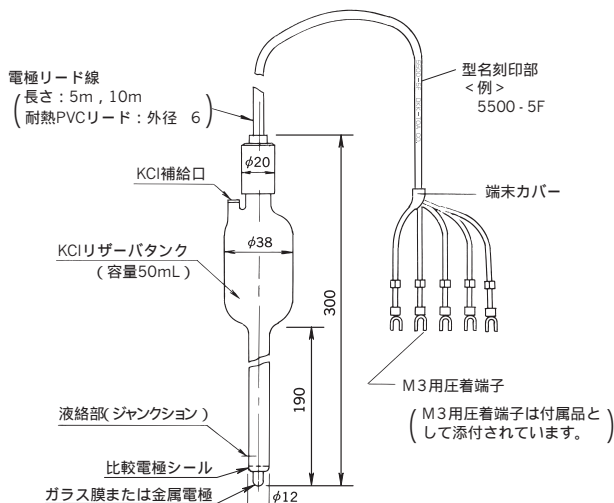 電極リード線
長さ：5m , 10m
耐熱PVCリード：外径 6
型名刻印部
＜例＞
5500 - 5F
φ20
KCl補給口
端末カバー
φ38
KClリザーバタンク
（容量50mL）
300
190
M3用圧着端子
M3用圧着端子は付属品と
して添付されています。
液絡部(ジャンクション)
比較電極シール
ガラス膜または金属電極
φ12